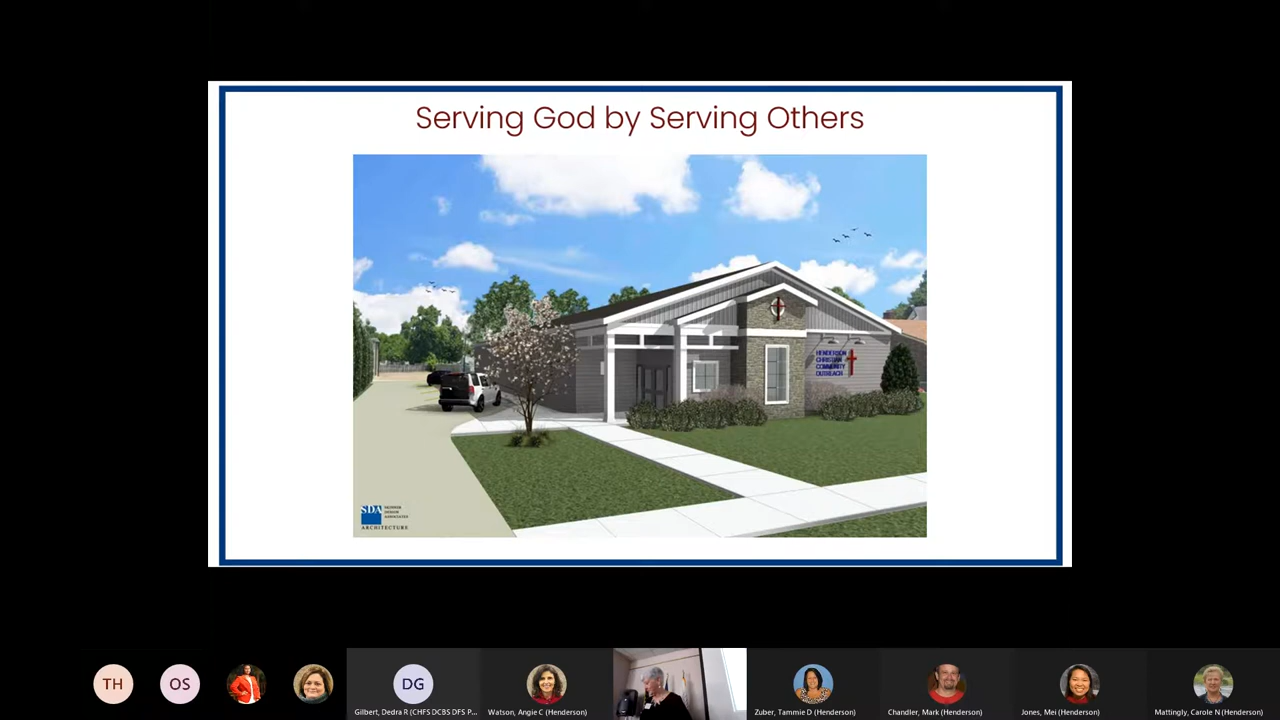 Serving God by Serving Others
HENDERSON
CHRISTIAN
COMMUNITY
OUTREACH
SDA
ARCHITECTURE
TH
OS
DG
Gilbert, Dedra R (CHFS DCBS DFS P...
Watson, Angie C (Henderson)
Zuber, Tammie D (Henderson)
Chandler, Mark (Henderson)
Jones, Mei (Henderson)
Mattingly, Carole N (Henderson)